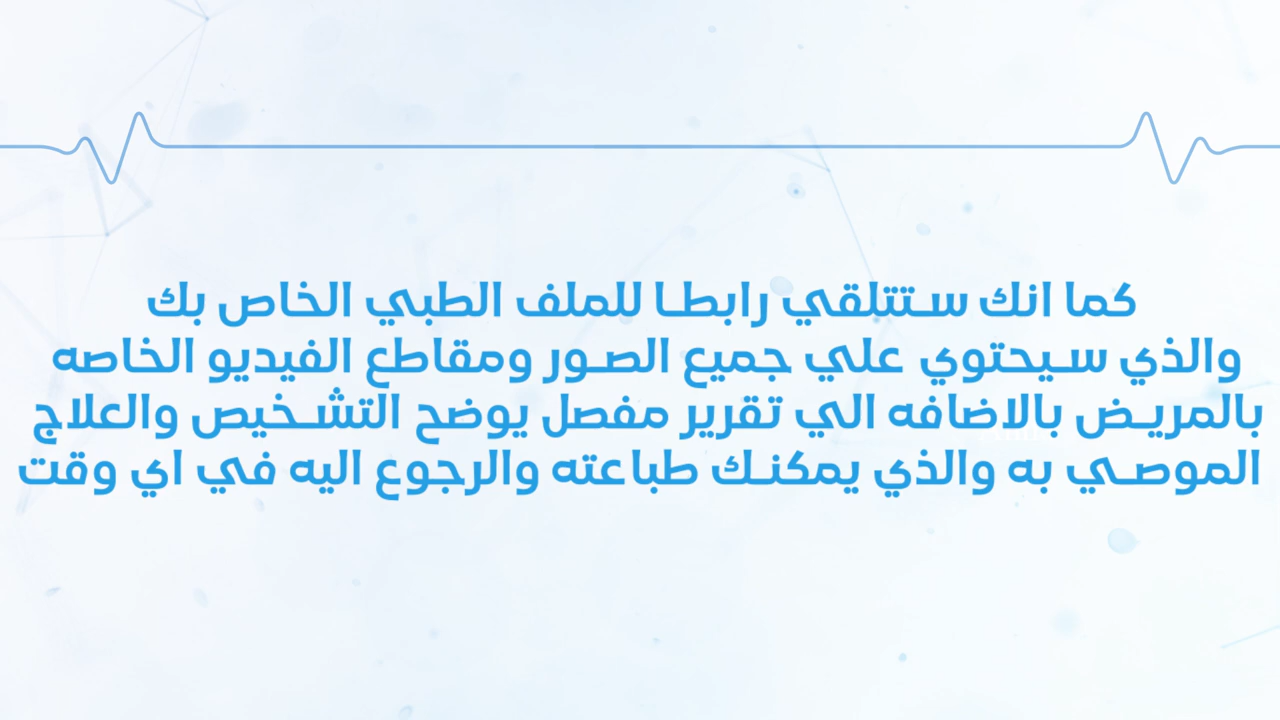 كما انك ستتلقي رابطا للملف الطبي الخاص بك
والذي سيحتوي علي جميع الصور ومقاطع الفيديو الخاصه
بالمريض بالاضافه الي تقرير مفصل يوضح التشخيص والعلاج
الموصي به والذي يمكنك طباعته والرجوع اليه في اي وقت